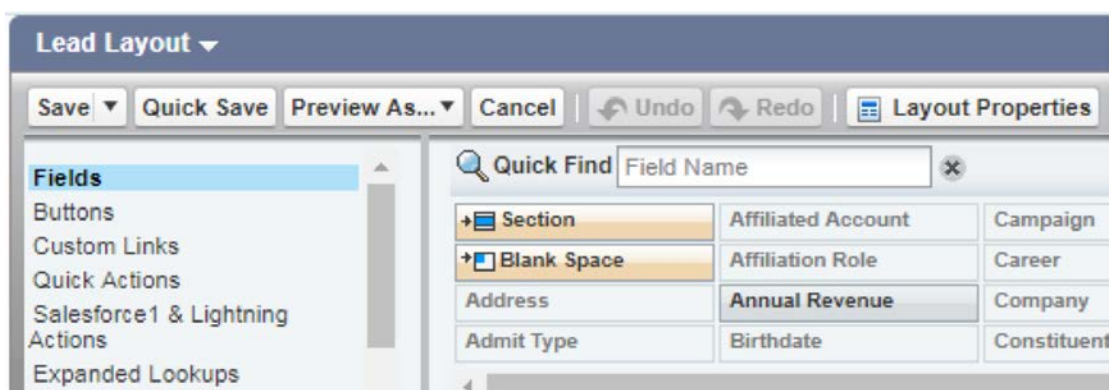 Lead Layout
Save Quick Save Preview As... Cancel Undo Redo Layout Properties
Fields
Buttons
Custom Links
Quick Actions
Salesforce1 & Lightning
Actions
Expanded Lookups
Quick Find Field Name
Section Affiliated Account Campaign
Blank Space Affiliation Role Career
Address Annual Revenue Company
Admit Type Birthdate Constituent